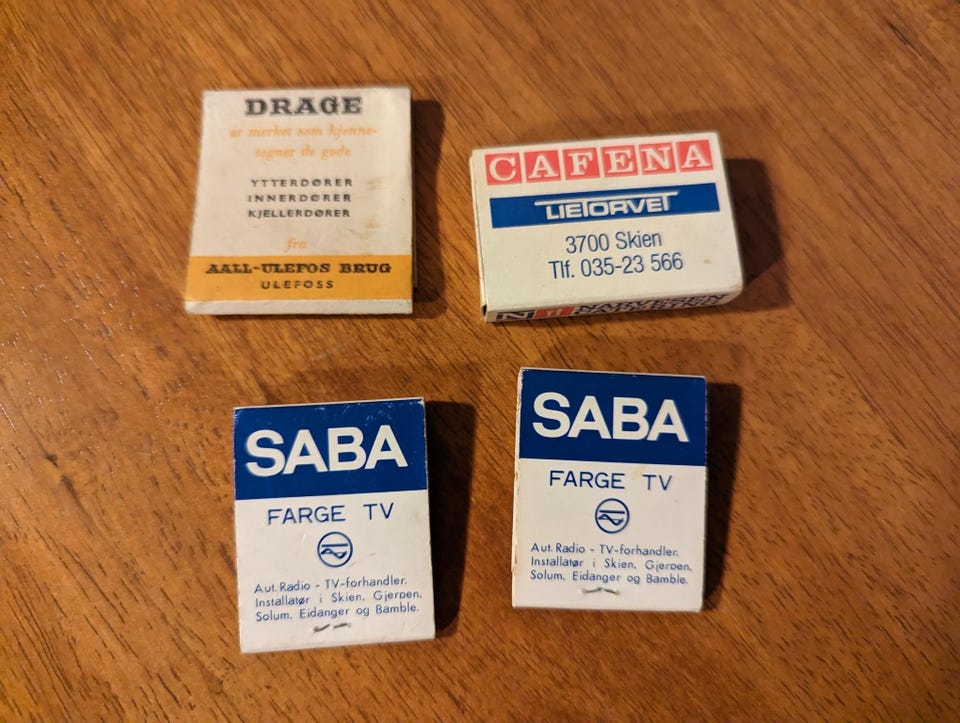 DRAGE
er merket som kjenne-
tegner de gode
YTTERDØRER
INNERDØRER
KJELLERDØRER
fra
AALL-ULEFOS BRUG
ULEFOSS
CAFENA
LIETORVET
3700 Skien
Tlf. 035-23 566
N 11 NARVESEN
SABA
FARGE TV
Aut. Radio - TV-forhandler.
Installatør i Skien, Gjerpen,
Solum, Eidanger og Bamble.
SABA
FARGE TV
Aut. Radio - TV-forhandler.
Installatør i Skien, Gjerpen,
Solum, Eidanger og Bamble.